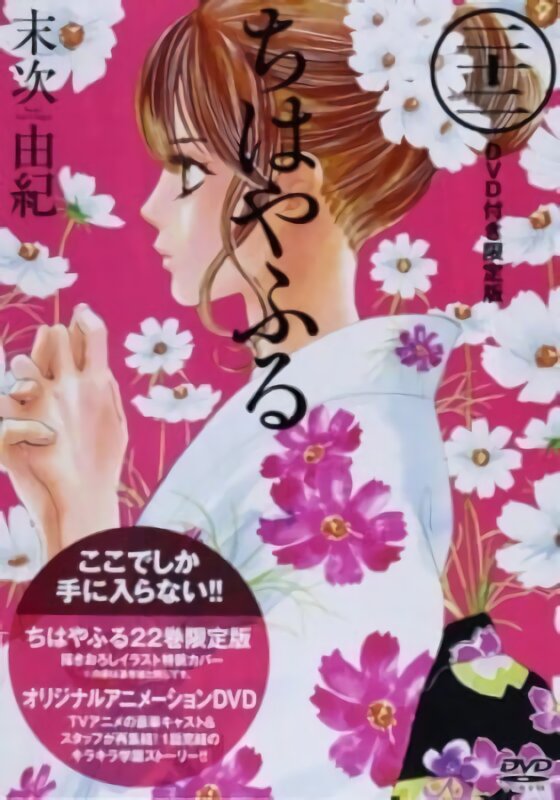 末次由紀
ちはやふる
二十二
DVD付き限定版
ここでしか
手に入らない!!
ちはやふる22巻限定版
描きおろしイラスト特装カバー
オリジナルアニメーションDVD
TVアニメの豪華キャスト&
スタッフが再集結!1話完結の
キラキラ学園ストーリー!!
DVD